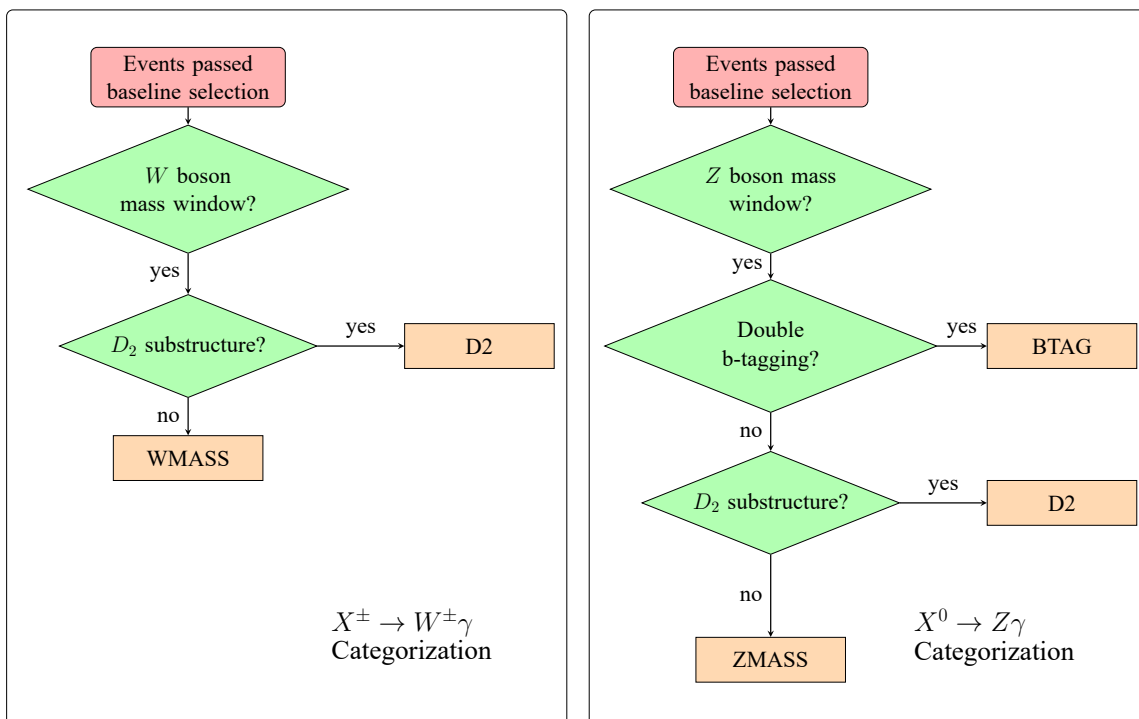 Events passed
baseline selection
W boson
mass window?
yes
D₂ substructure?
yes
D2
no
WMASS
X± → W±γ
Categorization
Events passed
baseline selection
Z boson mass
window?
yes
Double
b-tagging?
yes
BTAG
no
D₂ substructure?
yes
D2
no
ZMASS
X⁰ → Zγ
Categorization